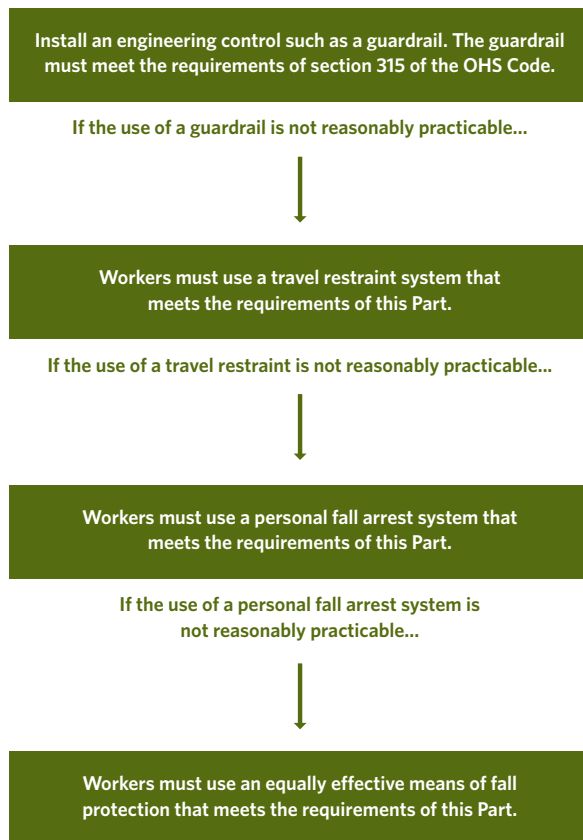 Install an engineering control such as a guardrail. The guardrail
must meet the requirements of section 315 of the OHS Code.
If the use of a guardrail is not reasonably practicable...
Workers must use a travel restraint system that
meets the requirements of this Part.
If the use of a travel restraint is not reasonably practicable...
Workers must use a personal fall arrest system that
meets the requirements of this Part.
If the use of a personal fall arrest system is
not reasonably practicable...
Workers must use an equally effective means of fall
protection that meets the requirements of this Part.